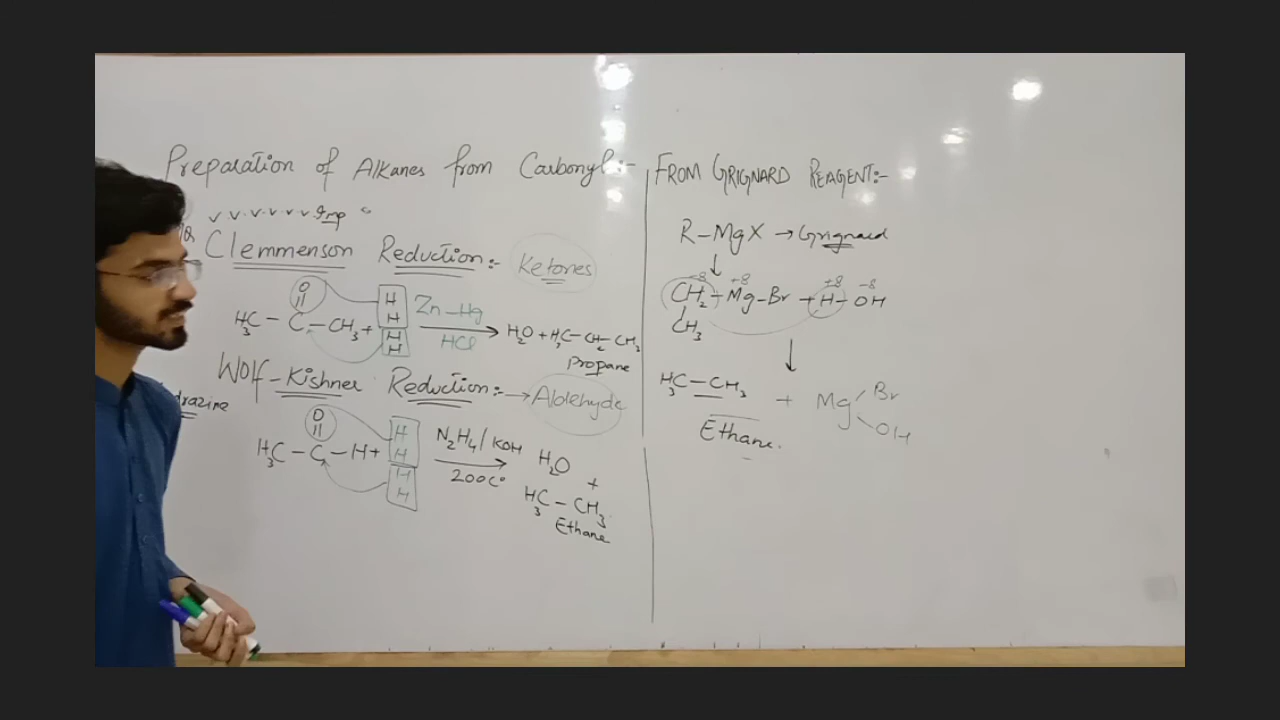 Preparation of Alkanes from Carbonyl:-
v v v v v v Imp
Clemmenson Reduction:- Ketones
O H
H
H₃C - C - CH₃ + H H Zn-Hg HCl H₂O + H₃C-CH₂-CH₃
Propane
Wolf-Kishner Reduction:- → Aldehyde
drazine
O H
H
H₃C - C - H + H H N₂H₄/KOH 200C° H₂O
+
H₃C-CH₃
Ethane
FROM GRIGNARD REAGENT:-
R-MgX → Grignard
↓
-δ +δ +δ -δ
CH₂-Mg-Br + H-OH
CH₃
↓
H₃C-CH₃ + Mg Br OH
Ethane.